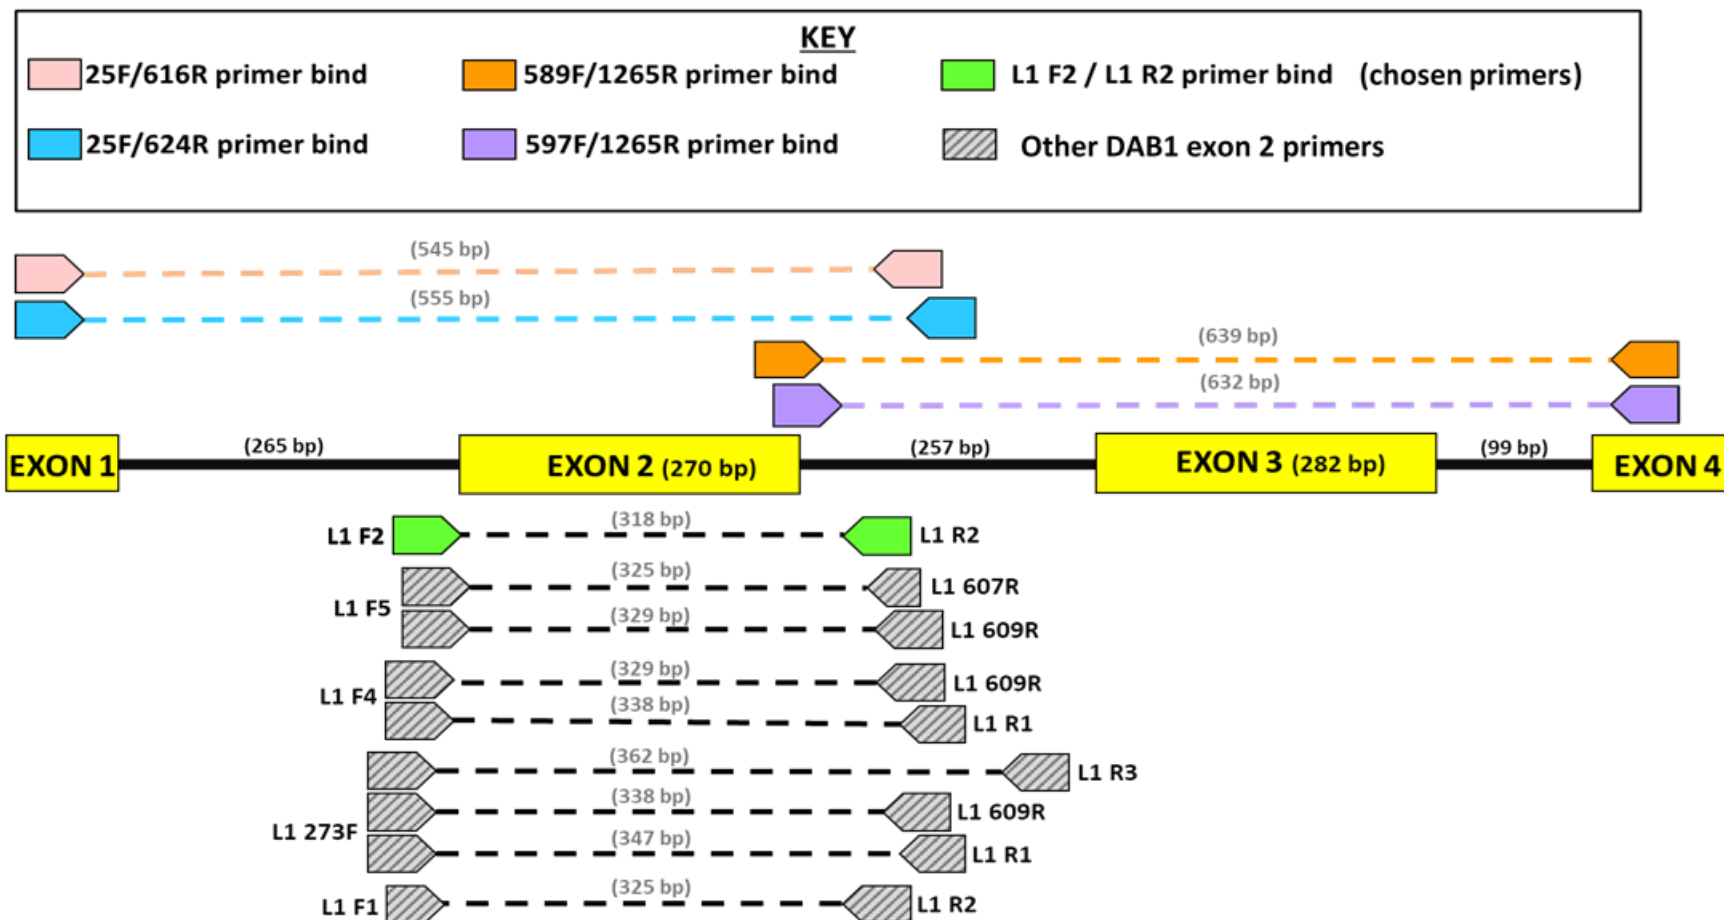 KEY
25F/616R primer bind
589F/1265R primer bind
L1 F2 / L1 R2 primer bind (chosen primers)
25F/624R primer bind
597F/1265R primer bind
Other DAB1 exon 2 primers
(545 bp)
(555 bp)
(639 bp)
(632 bp)
EXON 1
(265 bp)
EXON 2 (270 bp)
(257 bp)
EXON 3 (282 bp)
(99 bp)
EXON 4
L1 F2
(318 bp)
L1 R2
L1 F5
(325 bp)
L1 607R
(329 bp)
L1 609R
L1 F4
(329 bp)
L1 609R
(338 bp)
L1 R1
(362 bp)
L1 R3
L1 273F
(338 bp)
L1 609R
(347 bp)
L1 R1
L1 F1
(325 bp)
L1 R2